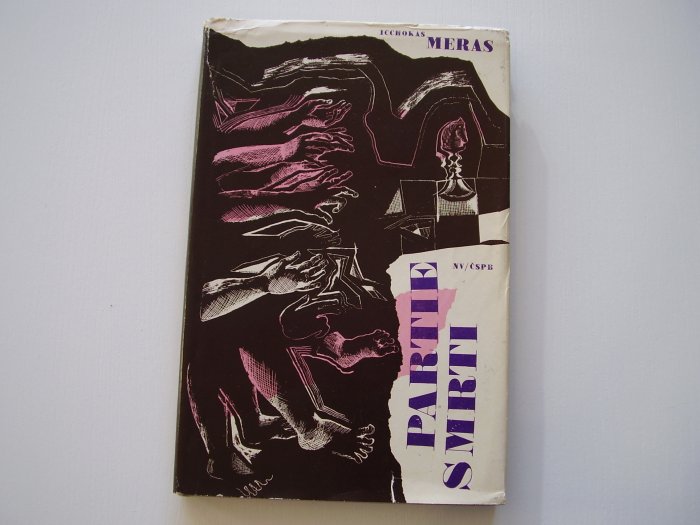 ICCHOKAS
MERAS
NV/ČSPB
PARTIE
SMRTI